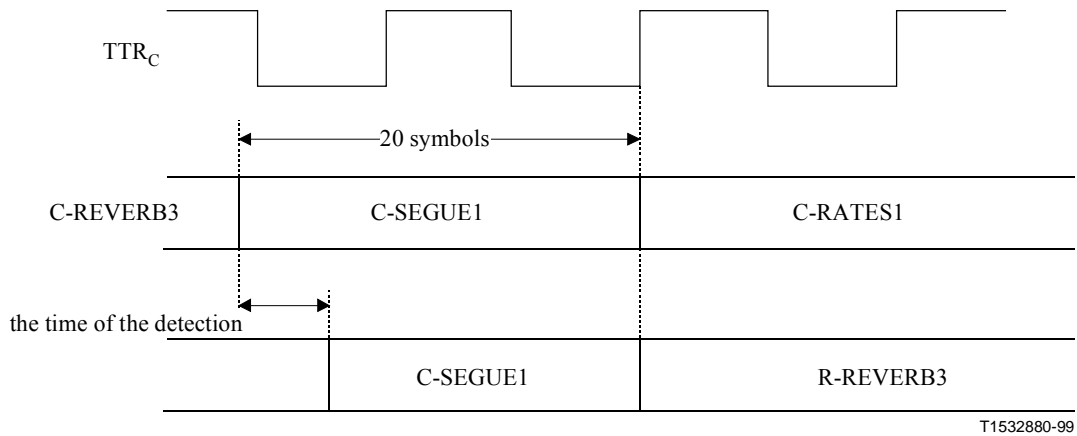 TTRC
20 symbols
C-REVERB3 C-SEGUE1 C-RATES1
the time of the detection
C-SEGUE1 R-REVERB3
T1532880-99